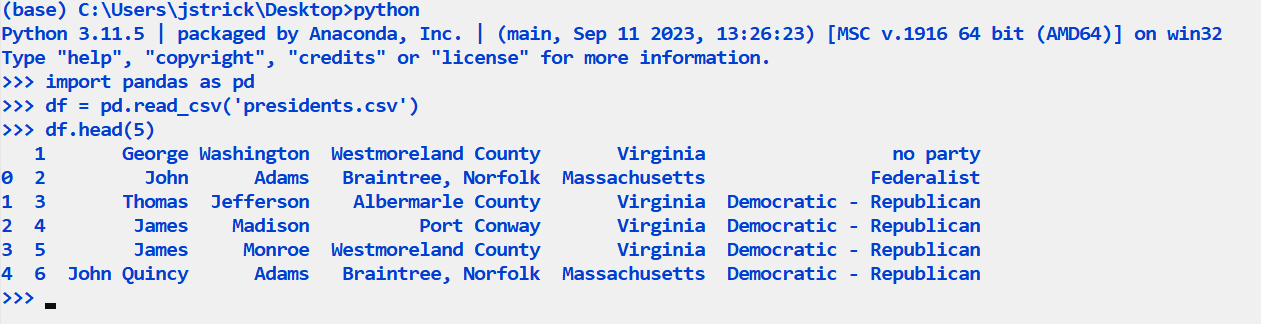 (base) C:\Users\jstrick\Desktop>python
Python 3.11.5 | packaged by Anaconda, Inc. | (main, Sep 11 2023, 13:26:23) [MSC v.1916 64 bit (AMD64)] on win32
Type "help", "copyright", "credits" or "license" for more information.
>>> import pandas as pd
>>> df = pd.read_csv('presidents.csv')
>>> df.head(5)
   1       George Washington  Westmoreland County       Virginia                 no party
0  2         John      Adams   Braintree, Norfolk  Massachusetts               Federalist
1  3       Thomas  Jefferson    Albermarle County       Virginia  Democratic - Republican
2  4        James    Madison          Port Conway       Virginia  Democratic - Republican
3  5        James     Monroe  Westmoreland County       Virginia  Democratic - Republican
4  6  John Quincy      Adams   Braintree, Norfolk  Massachusetts  Democratic - Republican
>>>